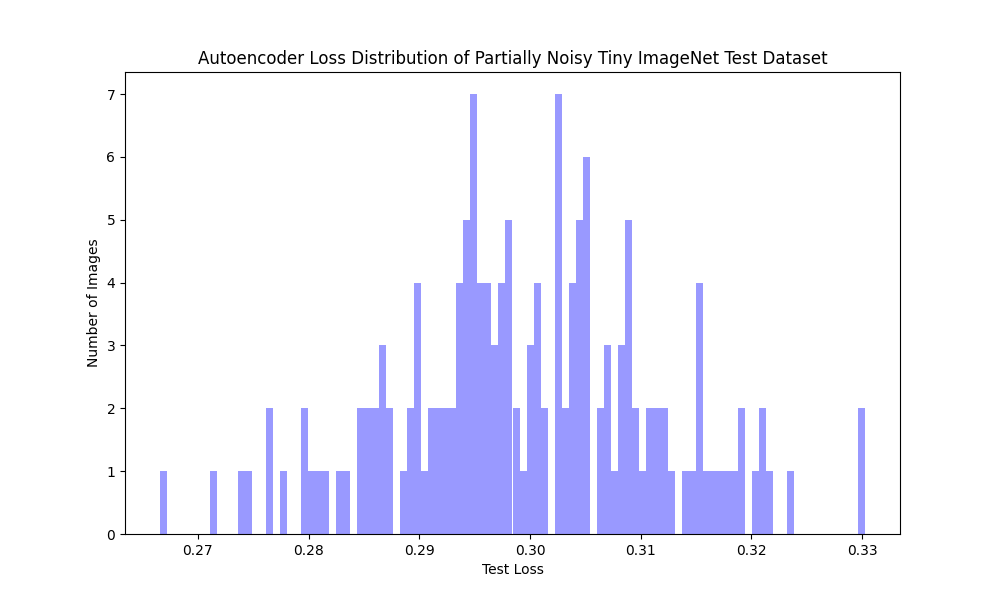 Autoencoder Loss Distribution of Partially Noisy Tiny ImageNet Test Dataset
Number of Images
7
6
5
4
3
2
1
0
0.27 0.28 0.29 0.30 0.31 0.32 0.33
Test Loss